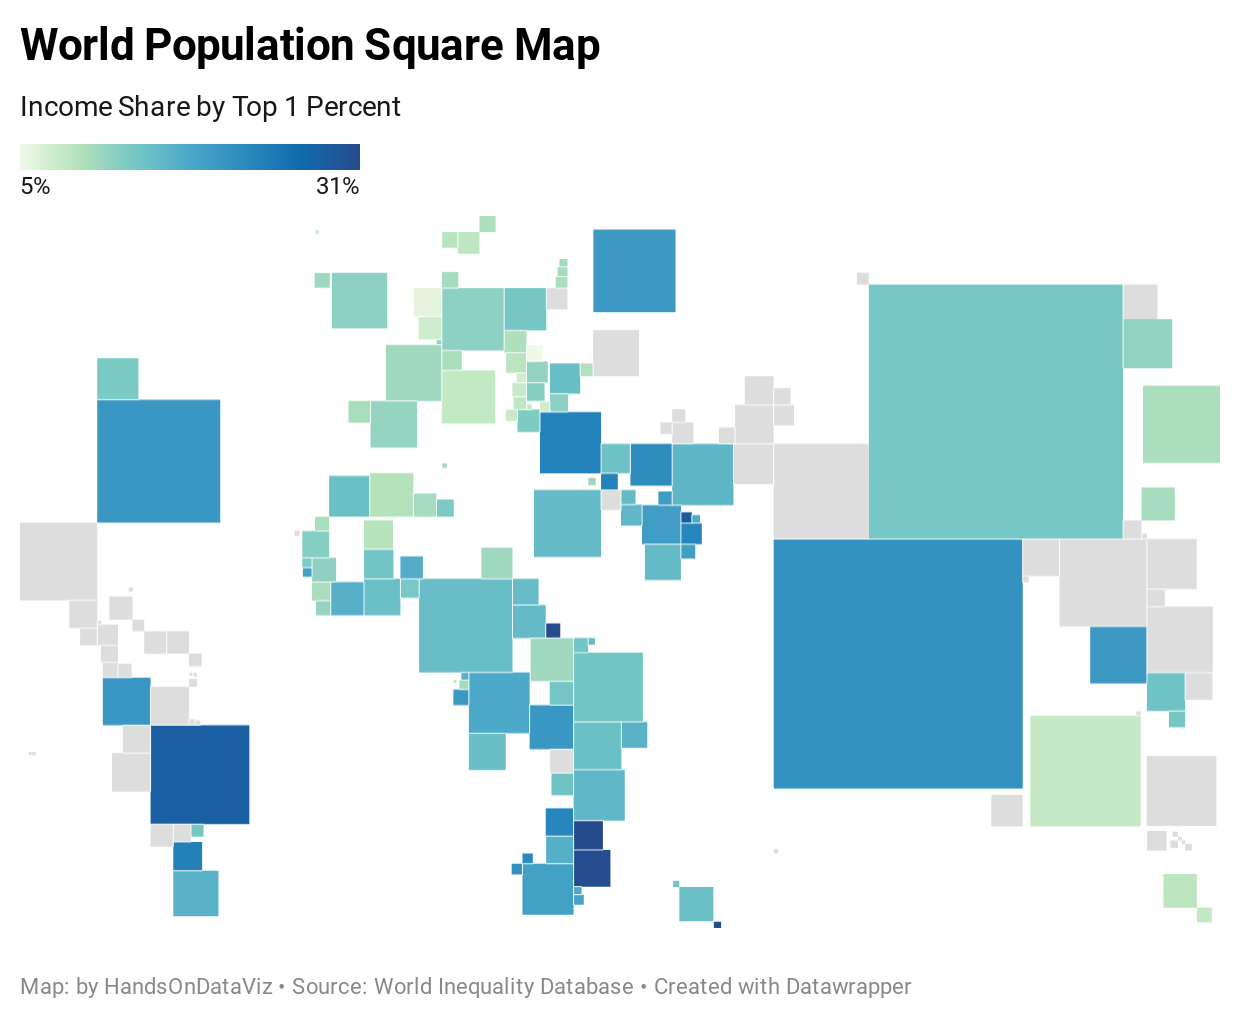 World Population Square Map
Income Share by Top 1 Percent
5% 31%
Map: by HandsOnDataViz • Source: World Inequality Database • Created with Datawrapper